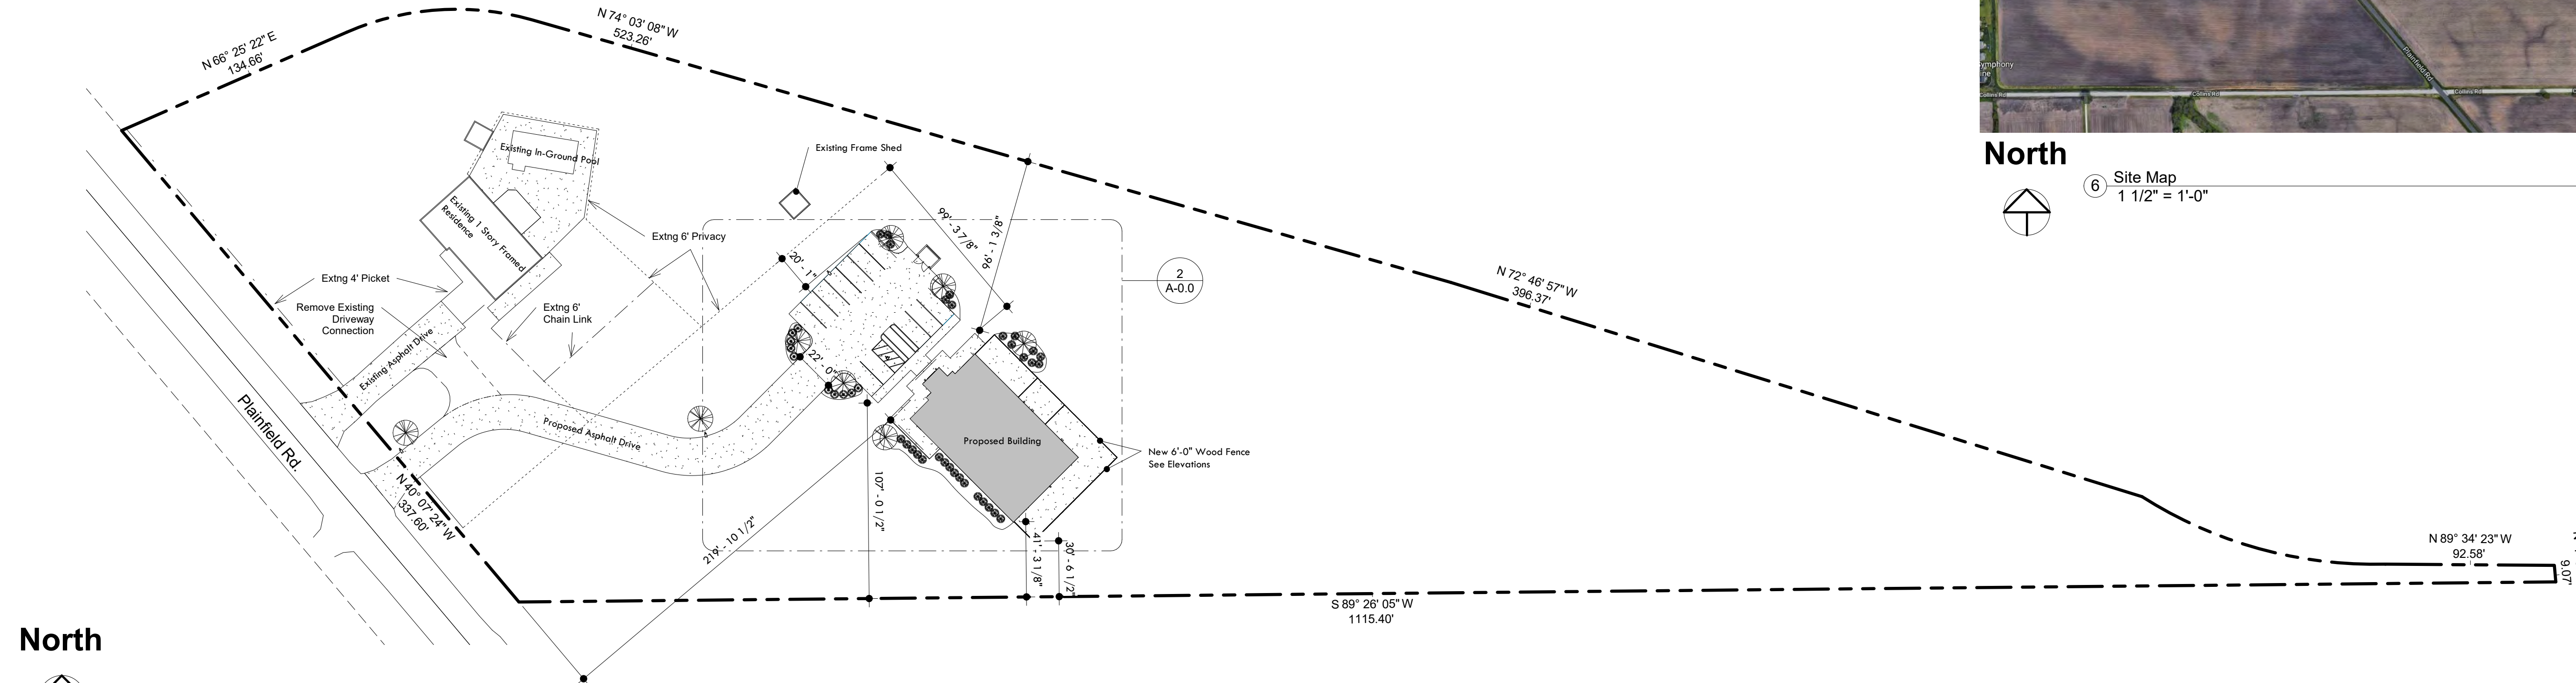 N 66° 25' 22" E
134.66'
N 74° 03' 08" W
523.26'
Plainfield Rd
Symphony
Collins Rd
Collins Rd
Collins Rd
North
6
Site Map
1 1/2" = 1'-0"
Existing In-Ground Pool
Existing Frame Shed
Existing 1 Story Framed
Residence
Extng 6' Privacy
99' - 3 7/8"
96' - 1 3/8"
20' - 1"
2
A-0.0
Extng 4' Picket
Remove Existing
Driveway
Connection
Extng 6'
Chain Link
N 72° 46' 57" W
396.37'
Existing Asphalt Drive
22' - 0"
Plainfield Rd.
Proposed Asphalt Drive
Proposed Building
New 6'-0" Wood Fence
See Elevations
N 40° 07' 24" W
337.60'
107' - 0 1/2"
219' - 10 1/2"
41' - 3 1/8"
30' - 6 1/2"
N 89° 34' 23" W
92.58'
9.07'
S 89° 26' 05" W
1115.40'
North